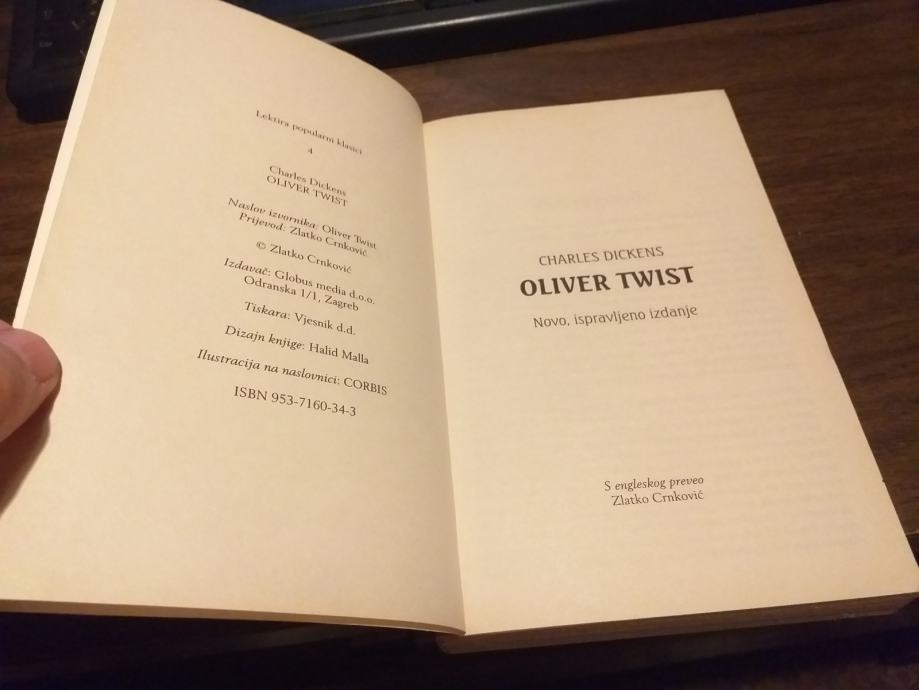 Lektira popularni klasici
4
Charles Dickens
OLIVER TWIST
Naslov izvornika: Oliver Twist
Prijevod: Zlatko Crnković
© Zlatko Crnković
Izdavač: Globus media d.o.o.
Odranska 1/1, Zagreb
Tiskara: Vjesnik d.d.
Dizajn knjige: Halid Malla
Ilustracija na naslovnici: CORBIS
ISBN 953-7160-34-3
CHARLES DICKENS
OLIVER TWIST
Novo, ispravljeno izdanje
S engleskog preveo
Zlatko Crnković